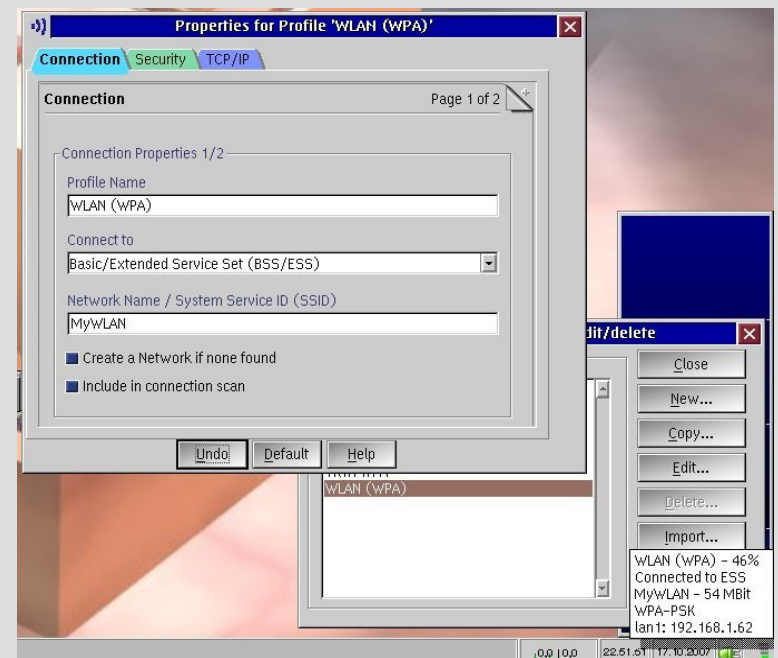 Properties for Profile 'WLAN (WPA)'
Connection Security TCP/IP
Connection Page 1 of 2
Connection Properties 1/2
Profile Name
WLAN (WPA)
Connect to
Basic/Extended Service Set (BSS/ESS)
Network Name / System Service ID (SSID)
MyWLAN
Create a Network if none found
Include in connection scan
Undo Default Help
dit/delete
Close
New...
Copy...
Edit...
Delete...
Import...
WLAN (WPA)
WLAN (WPA) - 46%
Connected to ESS
MyWLAN - 54 MBit
WPA-PSK
lan1: 192.168.1.62
0,0 0,0 22.51.51 17.10.2007